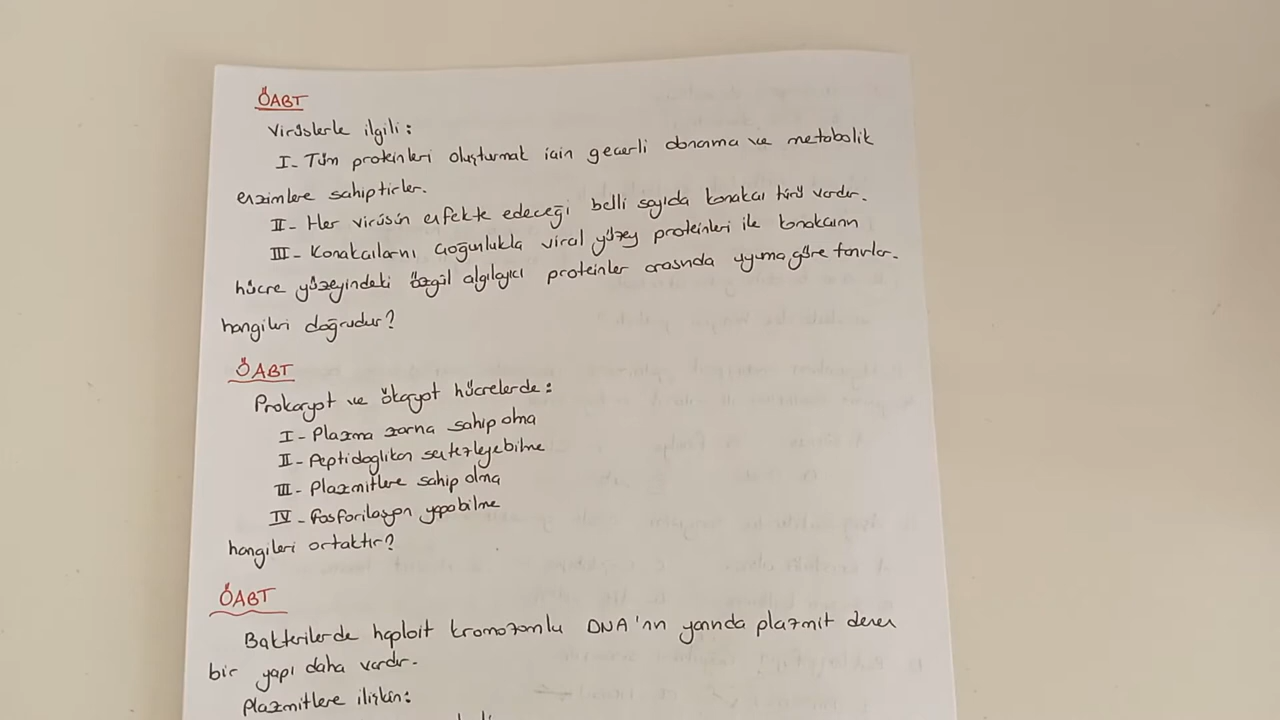 ÖABT
Virüslerle ilgili:
I- Tüm proteinleri oluşturmak için geçerli donanıma ve metabolik
enzimlere sahiptirler.
II- Her virüsün enfekte edeceği belli sayıda konakçı türü vardır.
III- Konakçılarını çoğunlukla viral yüzey proteinleri ile konakçının
hücre yüzeyindeki özgül algılayıcı proteinler arasında uyuma göre tanırlar.
hangileri doğrudur?
ÖABT
Prokaryot ve ökaryot hücrelerde:
I- Plazma zarına sahip olma
II- Peptidoglikan sentezleyebilme
III- Plazmitlere sahip olma
IV- Fosforilasyon yapabilme
hangileri ortaktır?
ÖABT
Bakterilerde haploit kromozomlu DNA'nın yanında plazmit denen
bir yapı daha vardır.
Plazmitlere ilişkin: